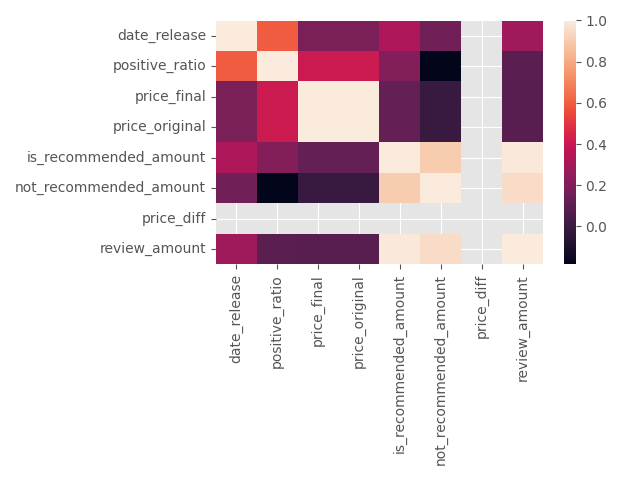 date_release
positive_ratio
price_final
price_original
is_recommended_amount
not_recommended_amount
price_diff
review_amount
date_release
positive_ratio
price_final
price_original
is_recommended_amount
not_recommended_amount
price_diff
review_amount
1.0
0.8
0.6
0.4
0.2
0.0